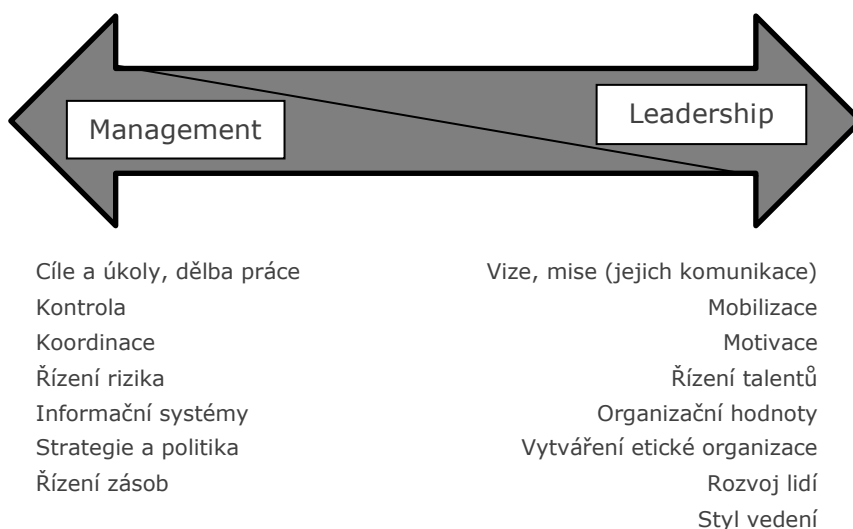 Management
Leadership
Cíle a úkoly, dělba práce
Kontrola
Koordinace
Řízení rizika
Informační systémy
Strategie a politika
Řízení zásob
Vize, mise (jejich komunikace)
Mobilizace
Motivace
Řízení talentů
Organizační hodnoty
Vytváření etické organizace
Rozvoj lidí
Styl vedení